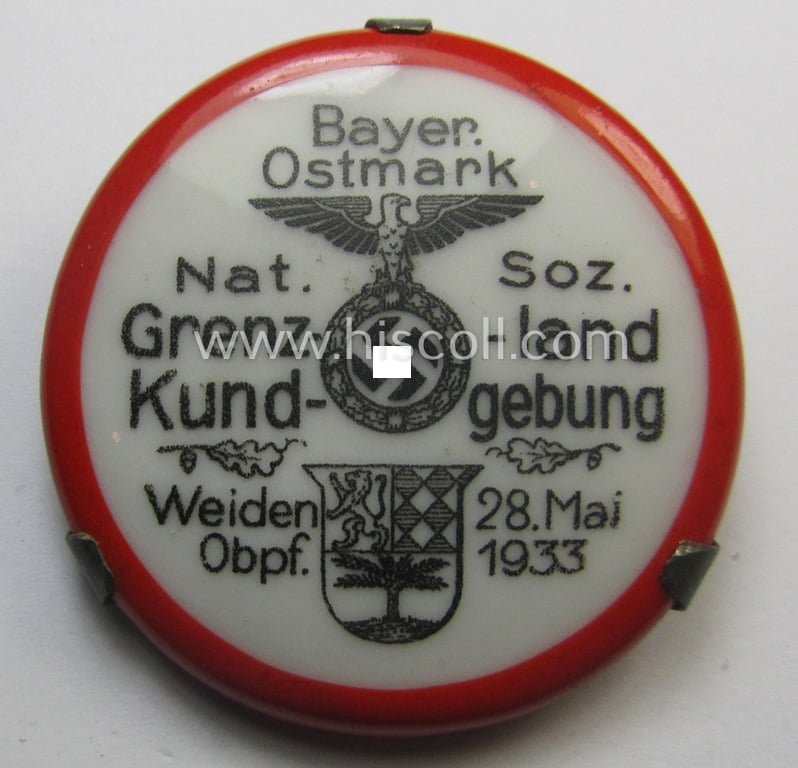 Bayer.
Ostmark
Nat. Soz.
Grenz-land
Kund-gebung
www.hiscoll.com
Weiden 28.Mai
Obpf. 1933